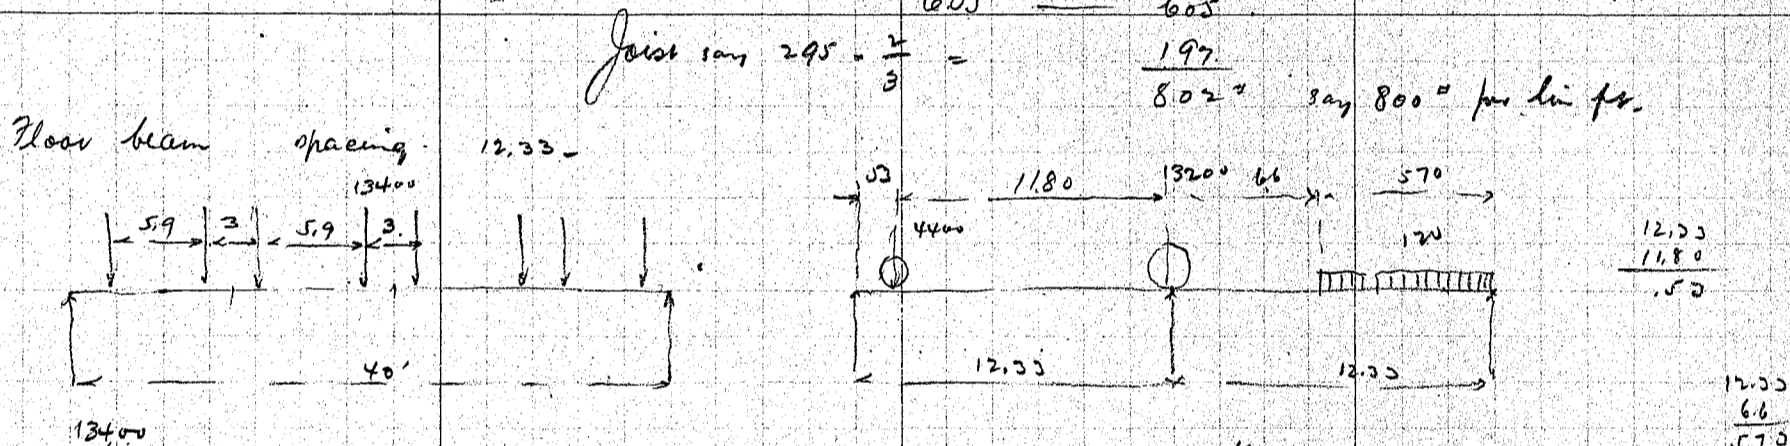 605 605
Joist say 295 · 2/3 = 197
802# say 800# per lin ft.
Floor beam spacing 12.33
13400
5.9 3 5.9 3.
.53 1180 13200 6.6 570
4400
120
12.33
11.80
.53
40'
12.33 12.33
13400
12.33
6.6
5.73